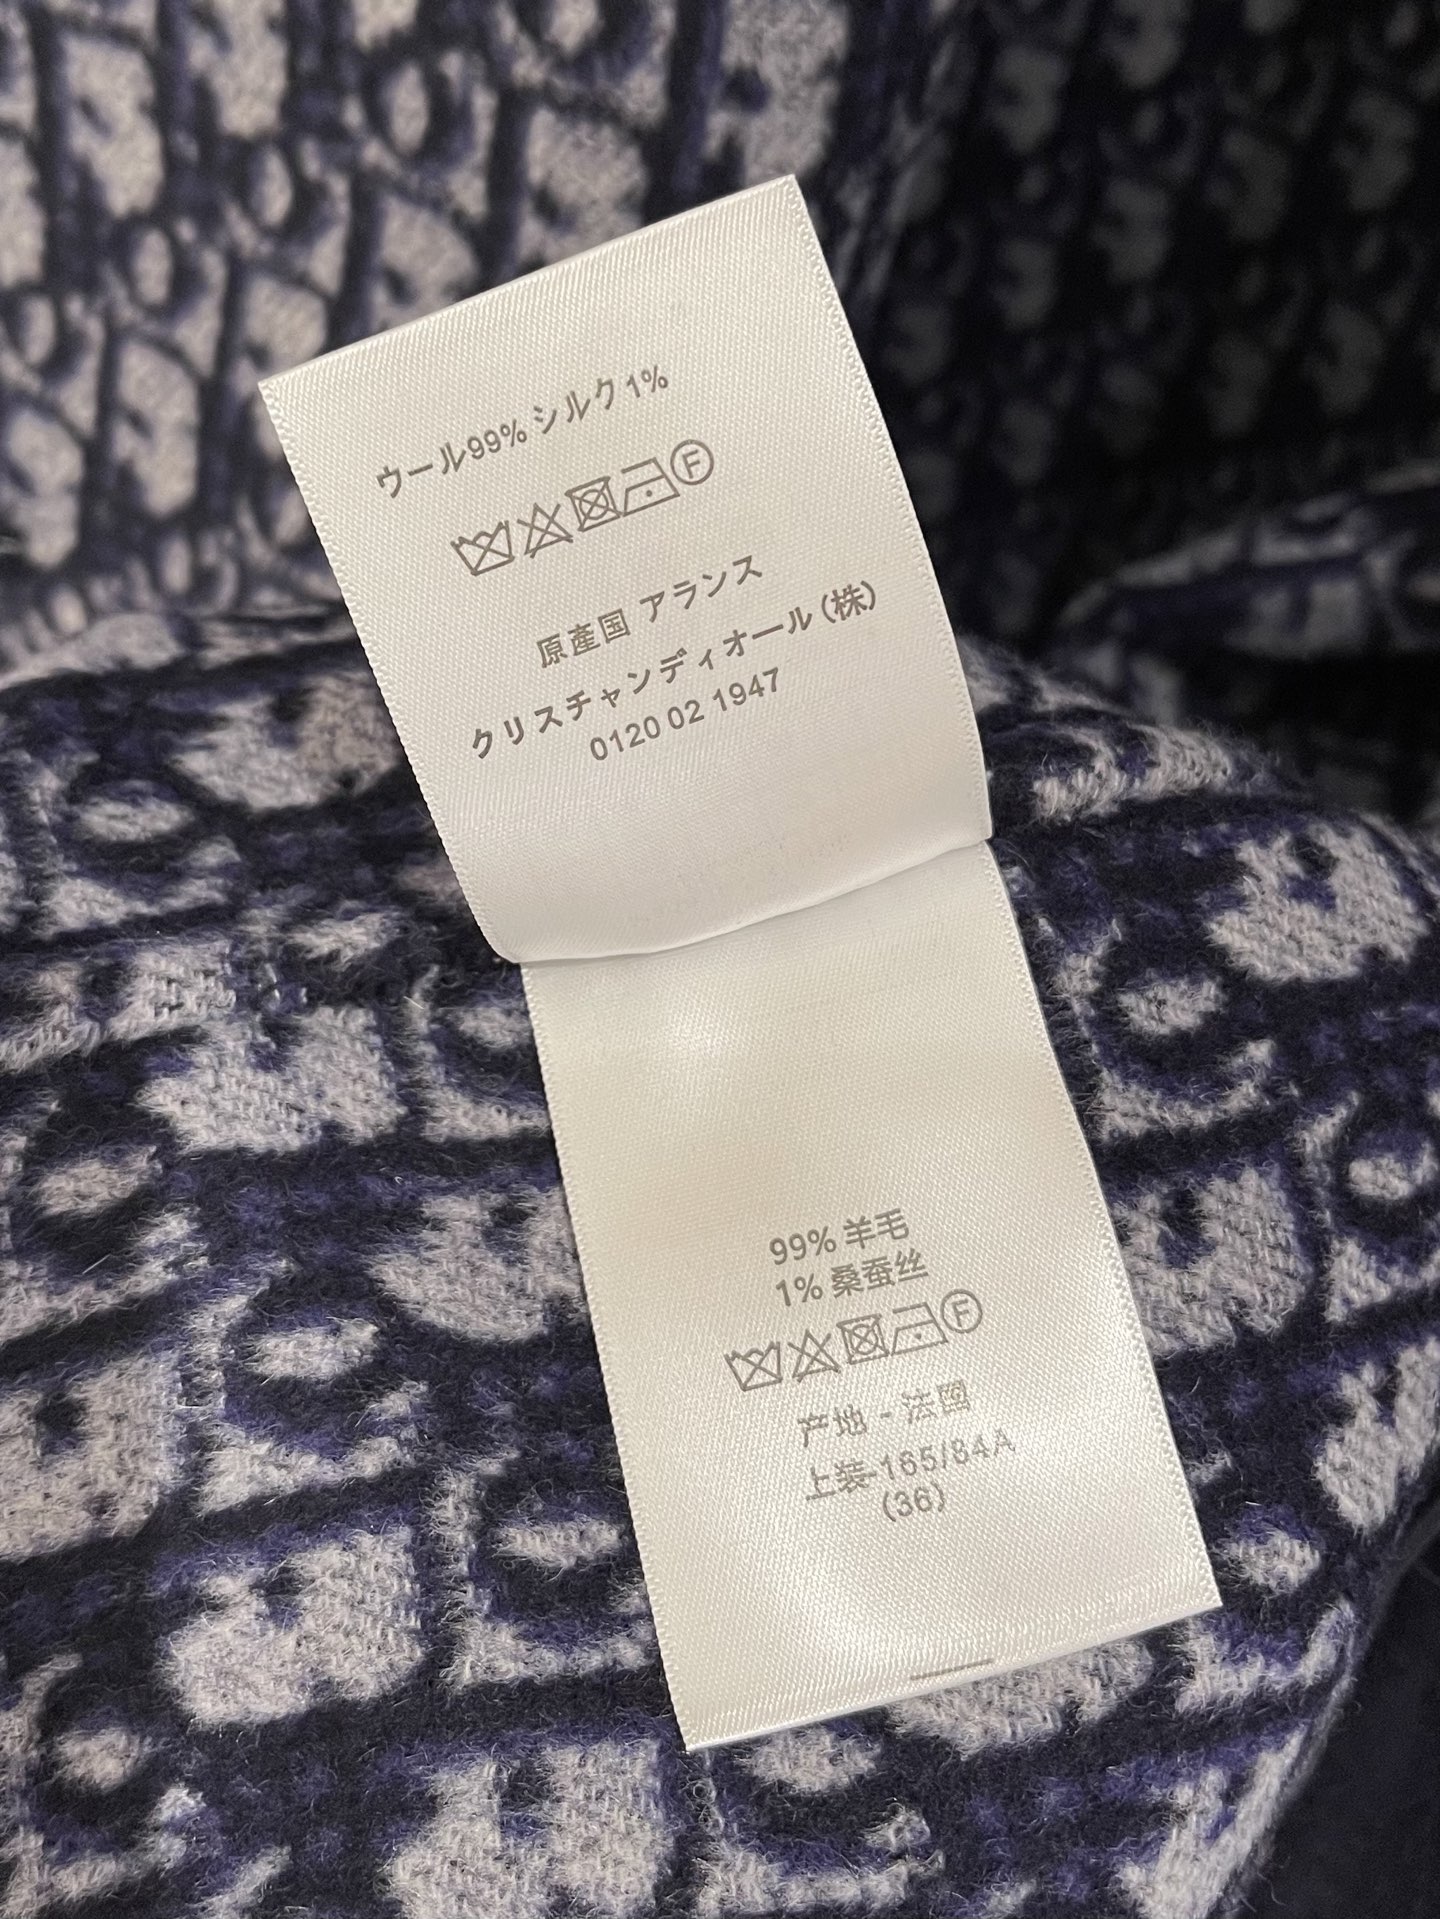 ウール99% シルク1%
F
原産国 アランス
クリスチャンディオール(株)
0120 02 1947
99% 羊毛
1% 桑蚕丝
F
产地 - 法国
上装-165/84A
(36)